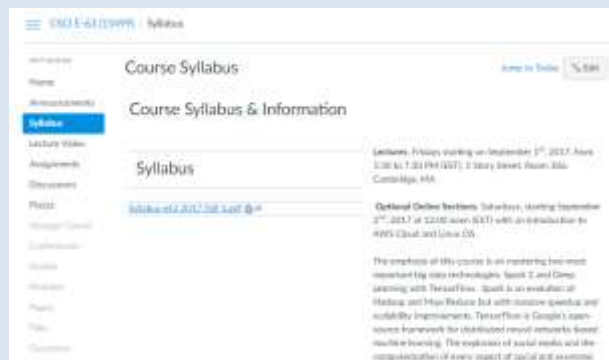 CSCI E-63 (15499) Syllabus
Home
Announcements
Syllabus
Lecture Video
Assignments
Discussions
Piazza
Course Syllabus
Jump to Today
Edit
Course Syllabus & Information
Syllabus
Lectures: Fridays starting on September 1st, 2017, from
5:30 to 7:30 PM (EST), 1 Story Street, Room 306,
Cambridge, MA
Optional Online Sections: Saturdays, starting September
2nd, 2017 at 12:00 noon (EST) with an introduction to
AWS Cloud and Linux OS
The emphasis of this course is on mastering two most
important big data technologies: Spark 2 and Deep
Learning with TensorFlow. Spark is an evolution of
Hadoop and Map/Reduce but with massive speedup and
scalability improvements. TensorFlow is Google's open
source framework for distributed neural networks based
machine learning. The explosion of social media and the
computerization of every aspect of social and economic